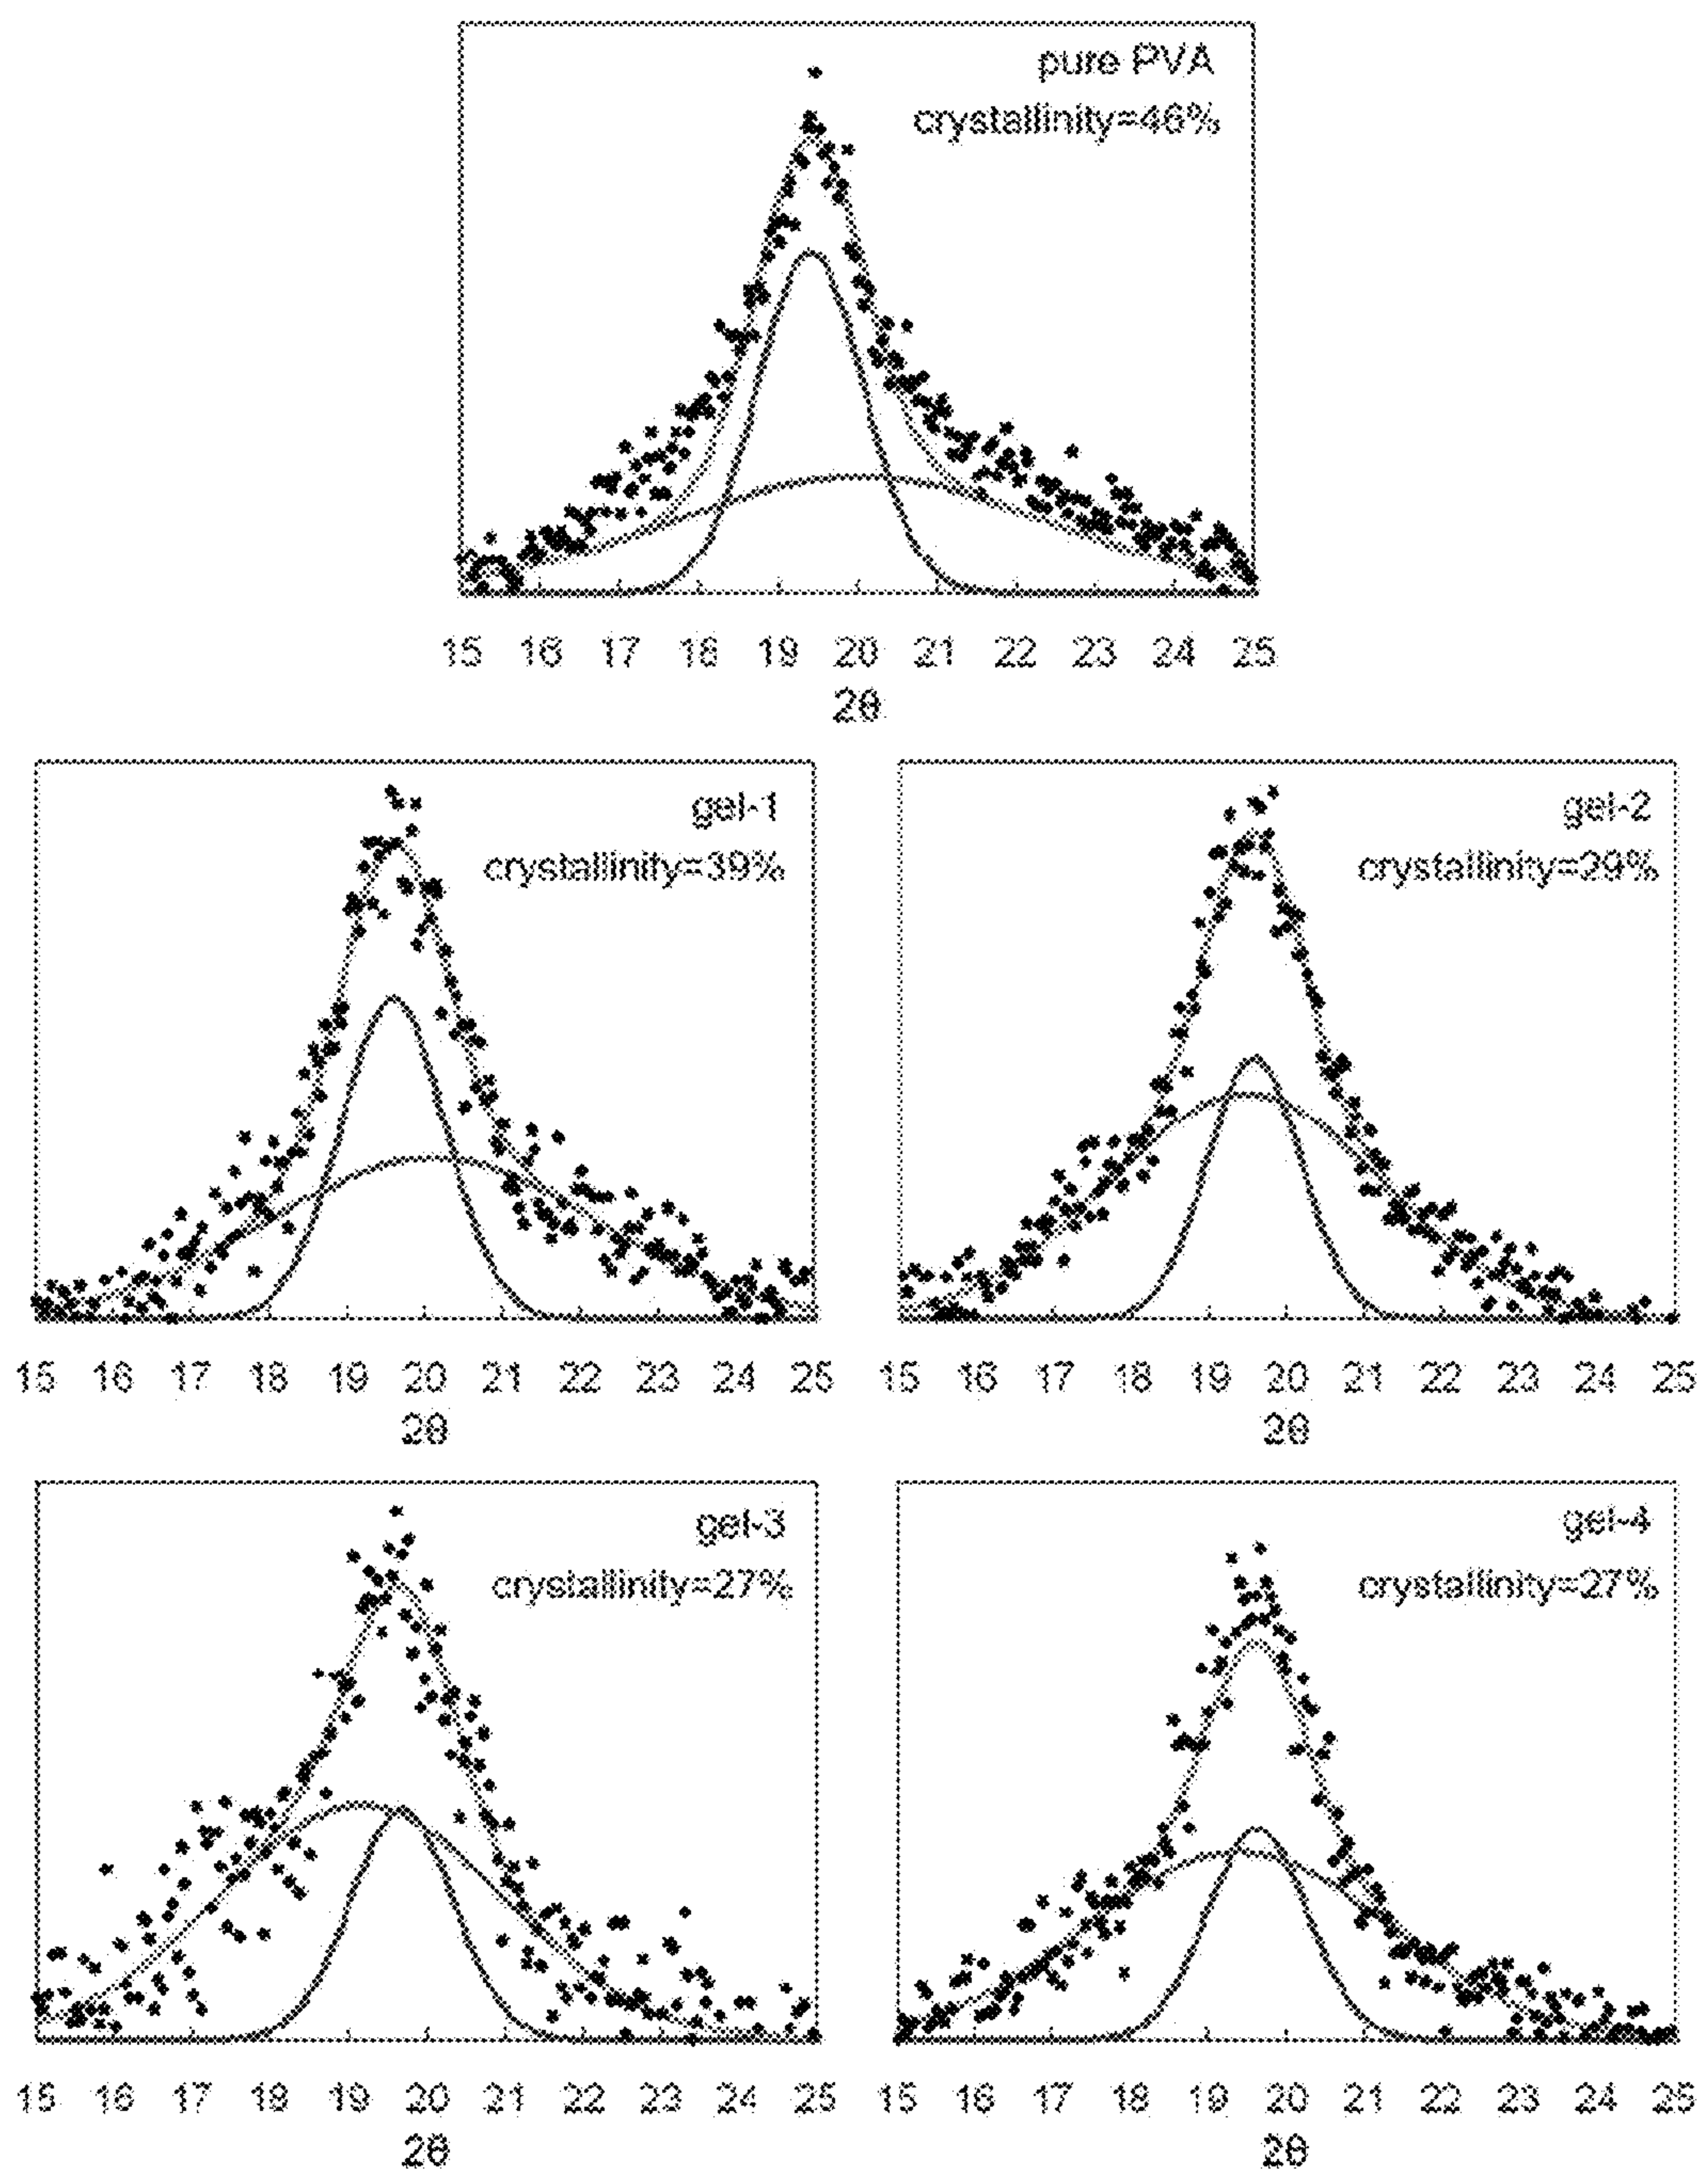 pure PVA
crystallinity=46%
15 16 17 18 19 20 21 22 23 24 25
2θ
gel-1
crystallinity=39%
gel-2
crystallinity=29%
15 16 17 18 19 20 21 22 23 24 25
15 16 17 18 19 20 21 22 23 24 25
2θ
2θ
gel-3
crystallinity=27%
gel-4
crystallinity=27%
15 16 17 18 19 20 21 22 23 24 25
15 16 17 18 19 20 21 22 23 24 25
2θ
2θ